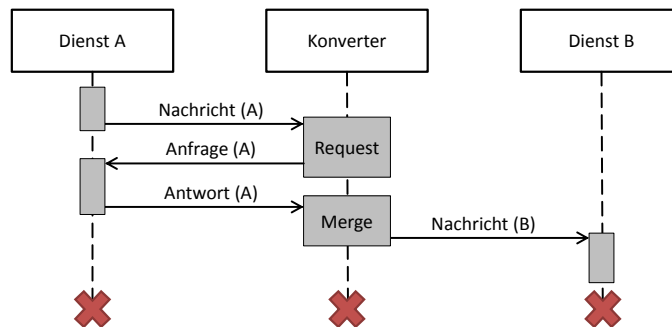 Dienst A
Konverter
Dienst B
Nachricht (A)
Request
Anfrage (A)
Antwort (A)
Merge
Nachricht (B)